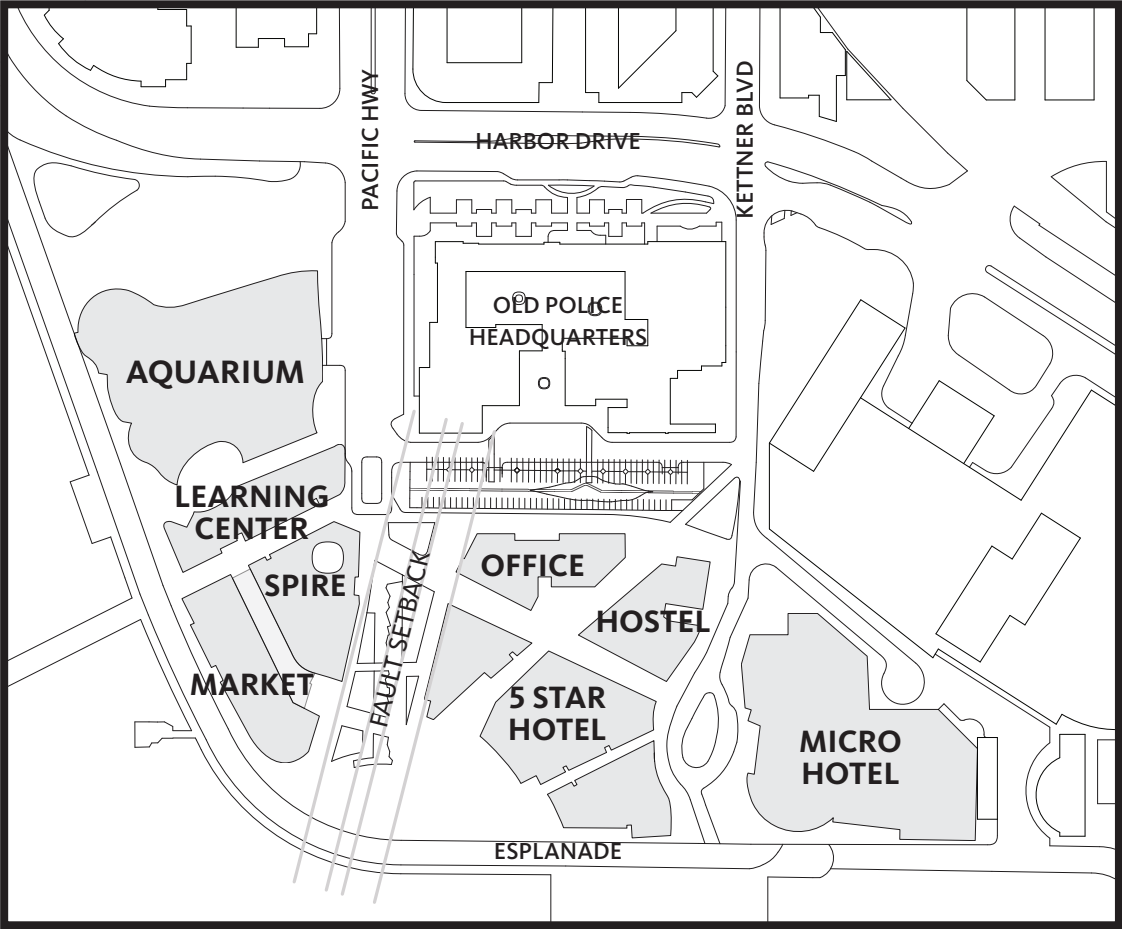 PACIFIC HWY
HARBOR DRIVE
KETTNER BLVD
OLD POLICE
HEADQUARTERS
AQUARIUM
LEARNING
CENTER
SPIRE
OFFICE
HOSTEL
FAULT SETBACK
MARKET
5 STAR
HOTEL
MICRO
HOTEL
ESPLANADE